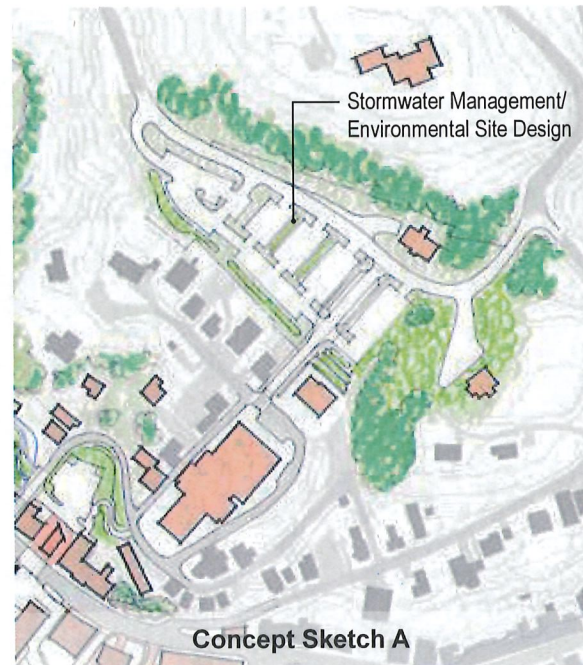 Stormwater Management/
Environmental Site Design
Concept Sketch A